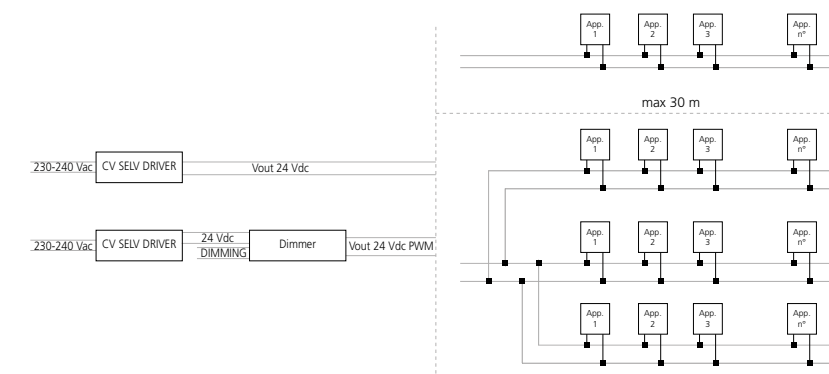 App.
1
App.
2
App.
3
App.
n°
max 30 m
230-240 Vac
CV SELV DRIVER
Vout 24 Vdc
230-240 Vac
CV SELV DRIVER
24 Vdc
DIMMING
Dimmer
Vout 24 Vdc PWM
App.
1
App.
2
App.
3
App.
n°
App.
1
App.
2
App.
3
App.
n°
App.
1
App.
2
App.
3
App.
n°